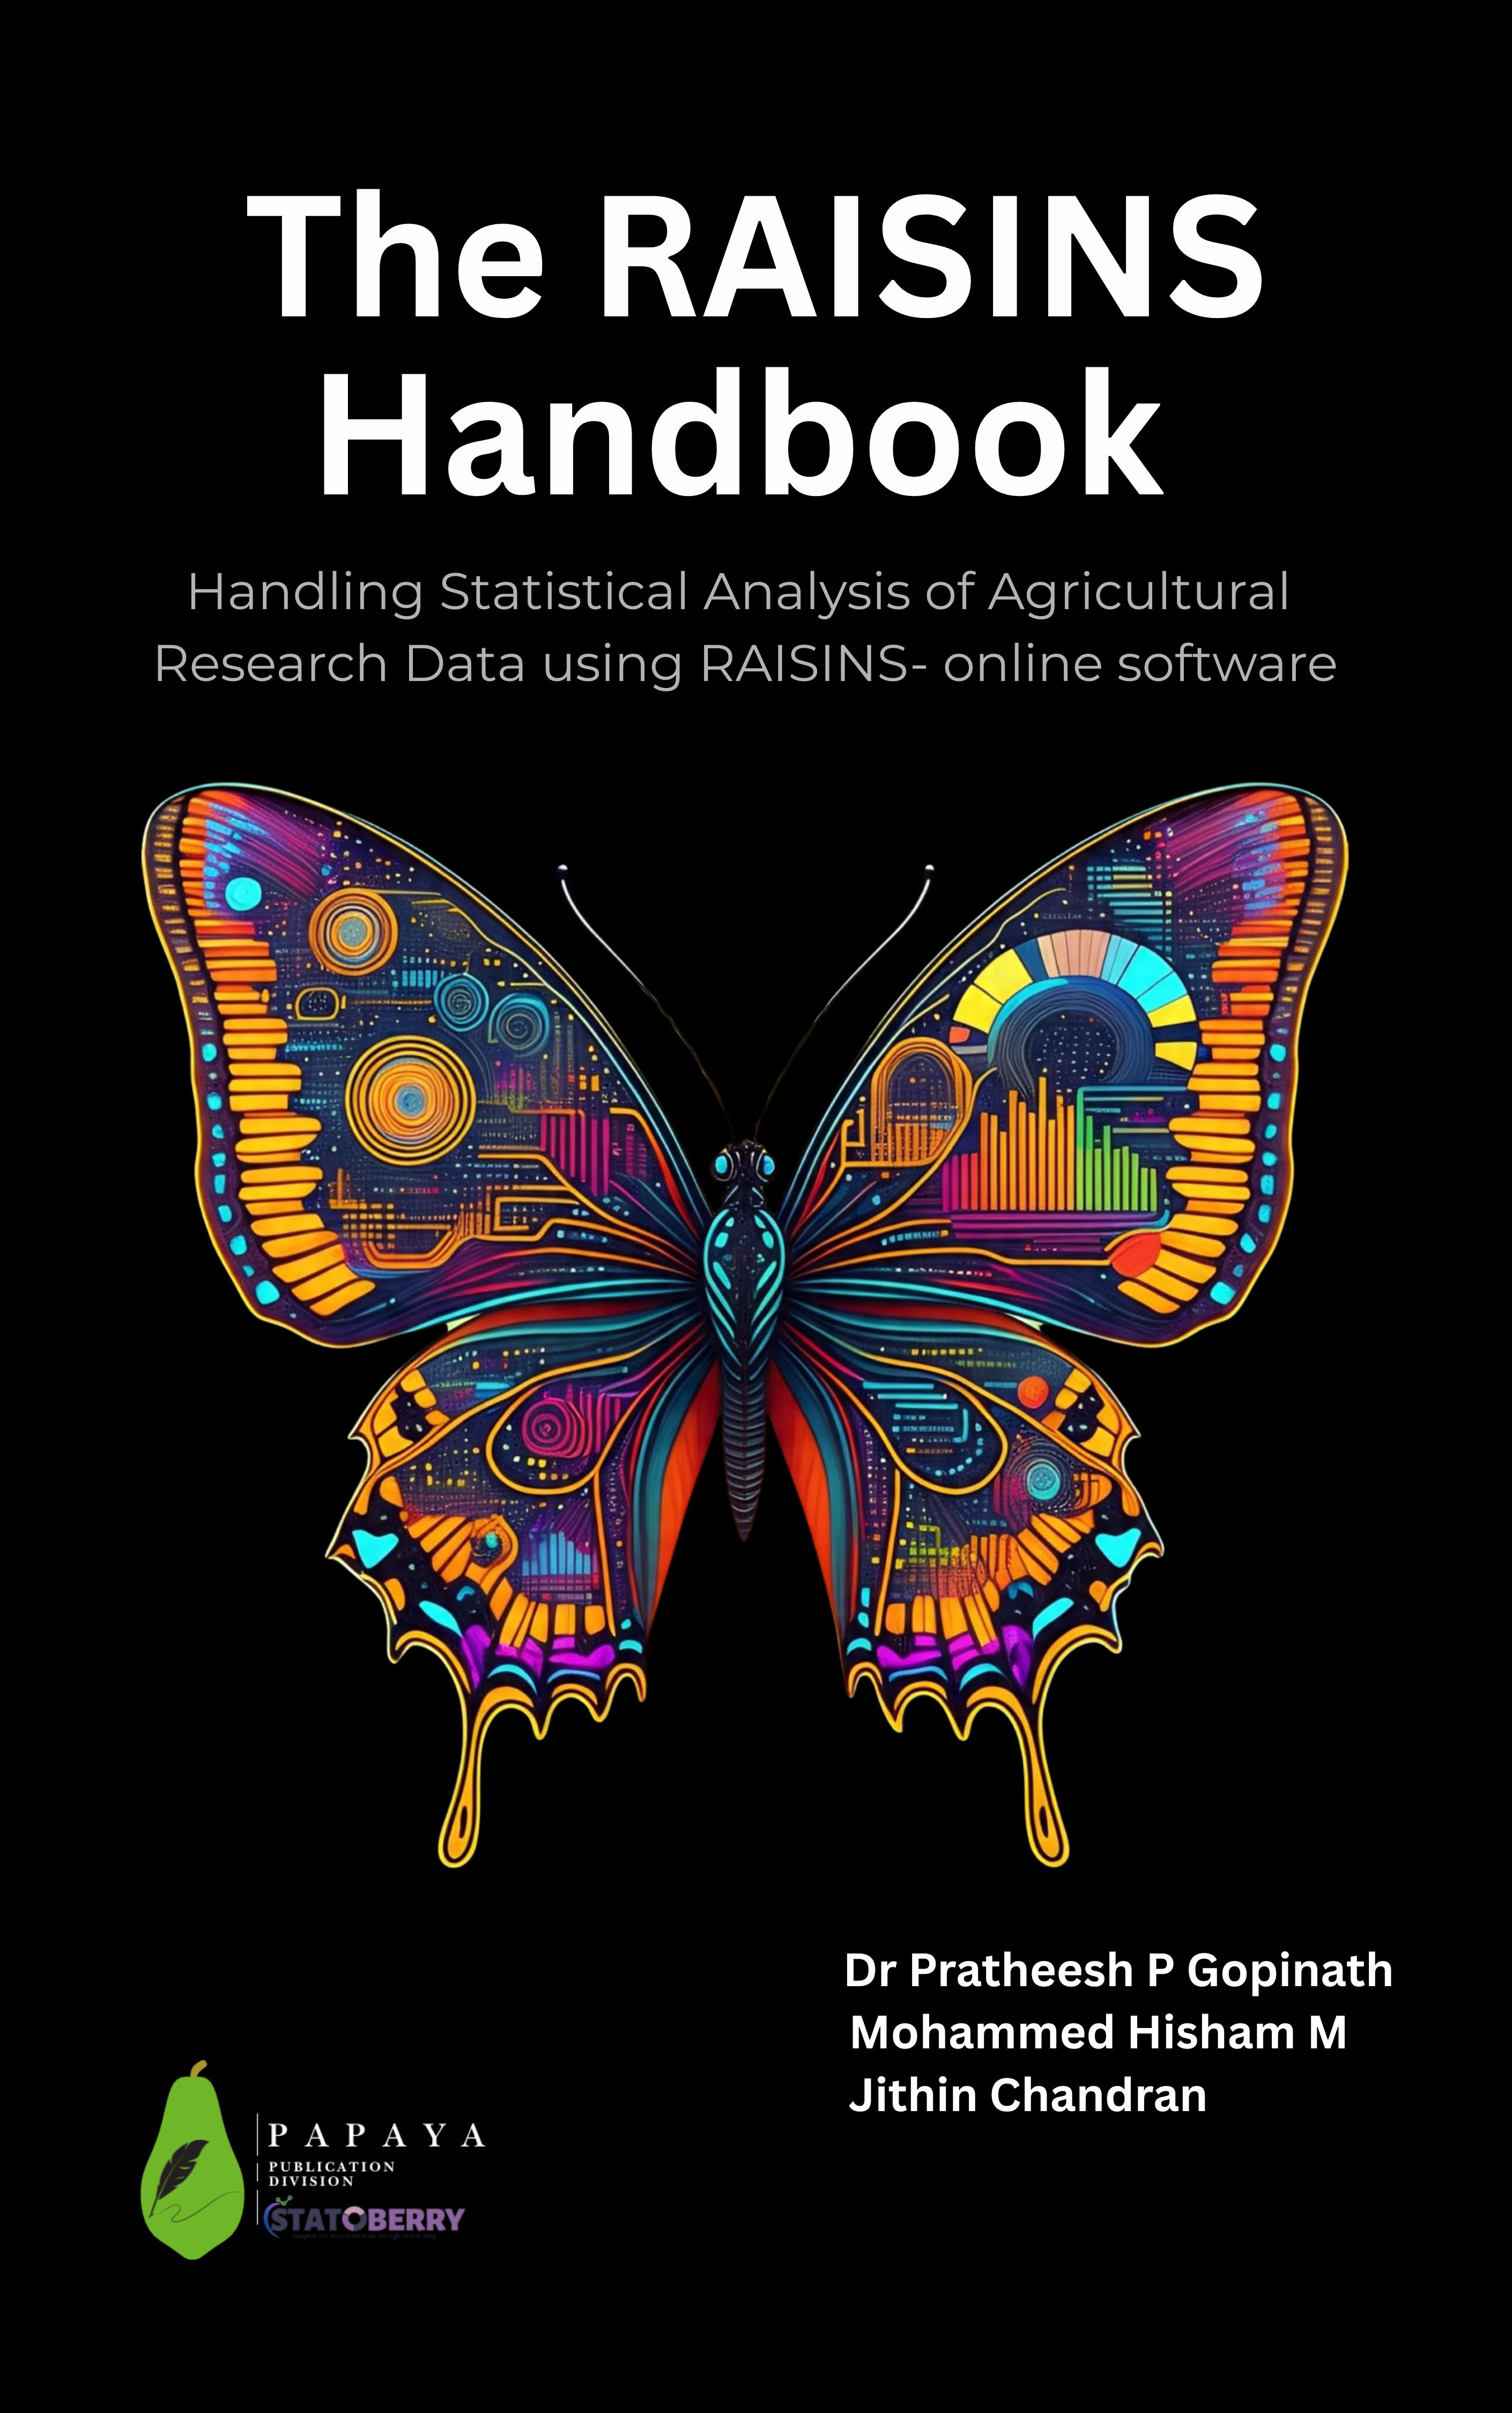 The RAISINS
Handbook
Handling Statistical Analysis of Agricultural
Research Data using RAISINS- online software
Dr Pratheesh P Gopinath
Mohammed Hisham M
Jithin Chandran
PAPAYA
PUBLICATION
DIVISION
STATOBERRY